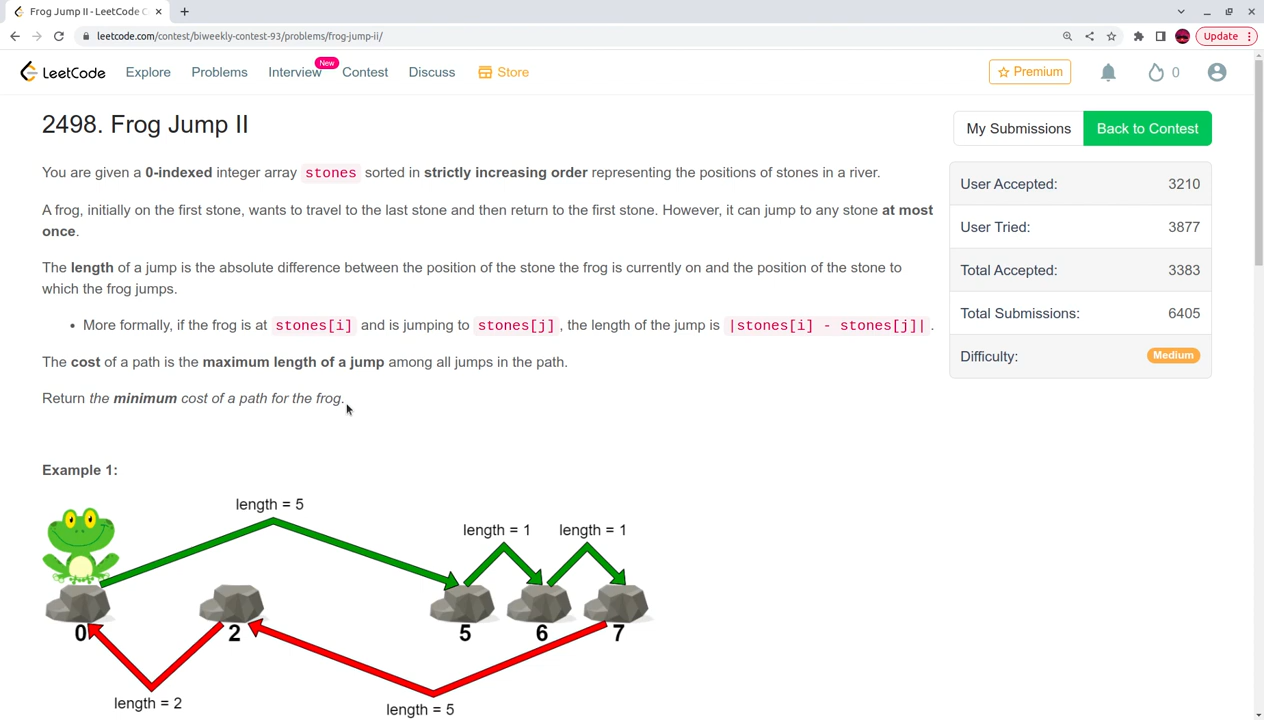 Frog Jump II - LeetCode C
leetcode.com/contest/biweekly-contest-93/problems/frog-jump-ii/
Update
LeetCode Explore Problems Interview New Contest Discuss Store Premium 0
2498. Frog Jump II
My Submissions Back to Contest
You are given a 0-indexed integer array stones sorted in strictly increasing order representing the positions of stones in a river.
A frog, initially on the first stone, wants to travel to the last stone and then return to the first stone. However, it can jump to any stone at most
once.
The length of a jump is the absolute difference between the position of the stone the frog is currently on and the position of the stone to
which the frog jumps.
• More formally, if the frog is at stones[i] and is jumping to stones[j], the length of the jump is |stones[i] - stones[j]|.
The cost of a path is the maximum length of a jump among all jumps in the path.
Return the minimum cost of a path for the frog.
User Accepted: 3210
User Tried: 3877
Total Accepted: 3383
Total Submissions: 6405
Difficulty: Medium
Example 1:
length = 5
length = 1 length = 1
0 2 5 6 7
length = 2
length = 5